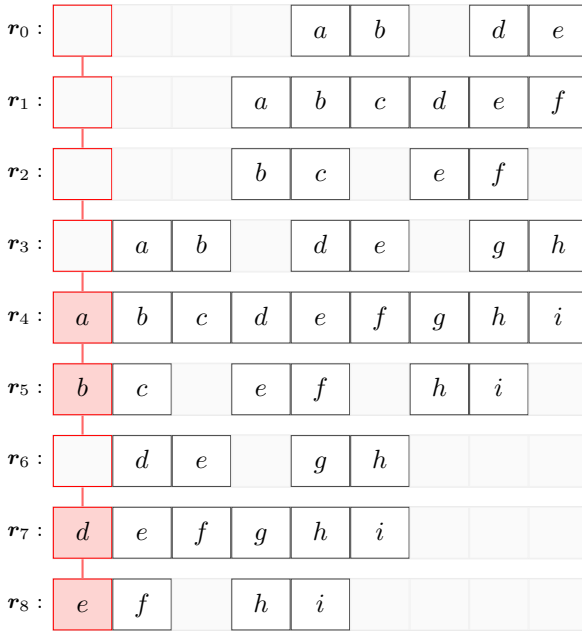 r₀ : a b d e
r₁ : a b c d e f
r₂ : b c e f
r₃ : a b d e g h
r₄ : a b c d e f g h i
r₅ : b c e f h i
r₆ : d e g h
r₇ : d e f g h i
r₈ : e f h i